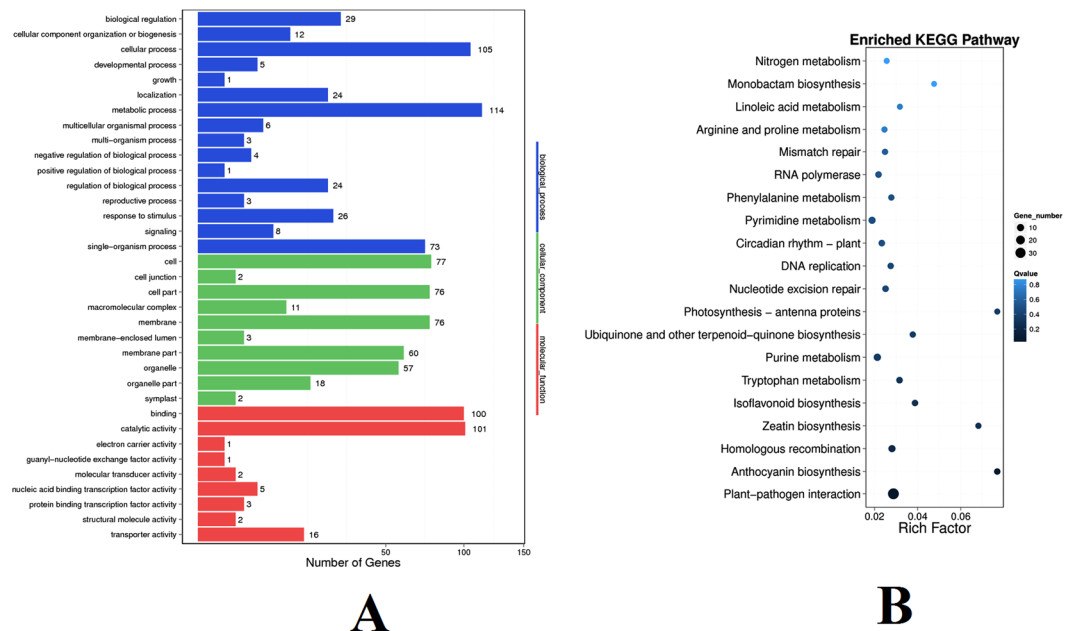 biological regulation 29
cellular component organization or biogenesis 12
cellular process 105
developmental process 5
growth 1
localization 24
metabolic process 114
multicellular organismal process 6
multi−organism process 3
negative regulation of biological process 4
positive regulation of biological process 1
regulation of biological process 24
reproductive process 3
response to stimulus 26
signaling 8
single−organism process 73
cell 77
cell junction 2
cell part 76
macromolecular complex 11
membrane 76
membrane−enclosed lumen 3
membrane part 60
organelle 57
organelle part 18
symplast 2
binding 100
catalytic activity 101
electron carrier activity 1
guanyl−nucleotide exchange factor activity 1
molecular transducer activity 2
nucleic acid binding transcription factor activity 5
protein binding transcription factor activity 3
structural molecule activity 2
transporter activity 16
50 100 150
Number of Genes
biological_process
cellular_component
molecular_function
A
Enriched KEGG Pathway
Nitrogen metabolism
Monobactam biosynthesis
Linoleic acid metabolism
Arginine and proline metabolism
Mismatch repair
RNA polymerase
Phenylalanine metabolism
Pyrimidine metabolism
Circadian rhythm − plant
DNA replication
Nucleotide excision repair
Photosynthesis − antenna proteins
Ubiquinone and other terpenoid−quinone biosynthesis
Purine metabolism
Tryptophan metabolism
Isoflavonoid biosynthesis
Zeatin biosynthesis
Homologous recombination
Anthocyanin biosynthesis
Plant−pathogen interaction
0.02 0.04 0.06
Rich Factor
Gene_number
10
20
30
Qvalue
0.8
0.6
0.4
0.2
B